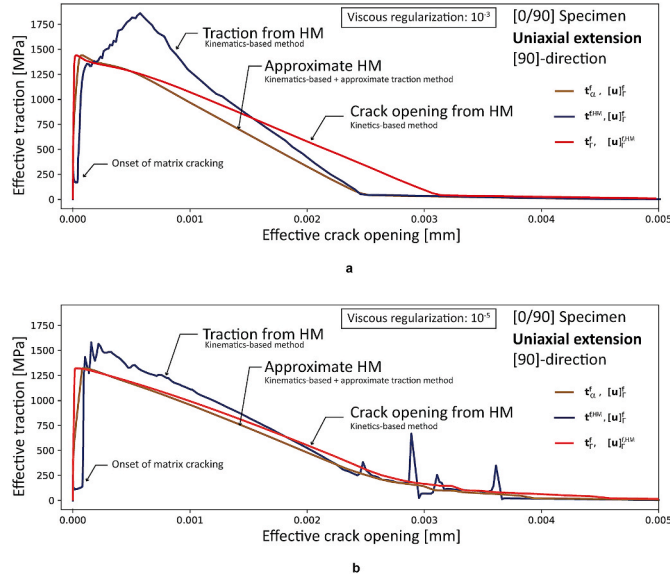 Viscous regularization: 10-3
[0/90] Specimen
Uniaxial extension
[90]-direction
Traction from HM
Kinematics-based method
Approximate HM
Kinematics-based + approximate traction method
Crack opening from HM
Kinetics-based method
Onset of matrix cracking
Effective traction [MPa]
1750
1500
1250
1000
750
500
250
0
0.000 0.001 0.002 0.003 0.004 0.005
Effective crack opening [mm]
a
Viscous regularization: 10-5
[0/90] Specimen
Uniaxial extension
[90]-direction
Traction from HM
Kinematics-based method
Approximate HM
Kinematics-based + approximate traction method
Crack opening from HM
Kinetics-based method
Onset of matrix cracking
Effective traction [MPa]
1750
1500
1250
1000
750
500
250
0
0.000 0.001 0.002 0.003 0.004 0.005
Effective crack opening [mm]
b